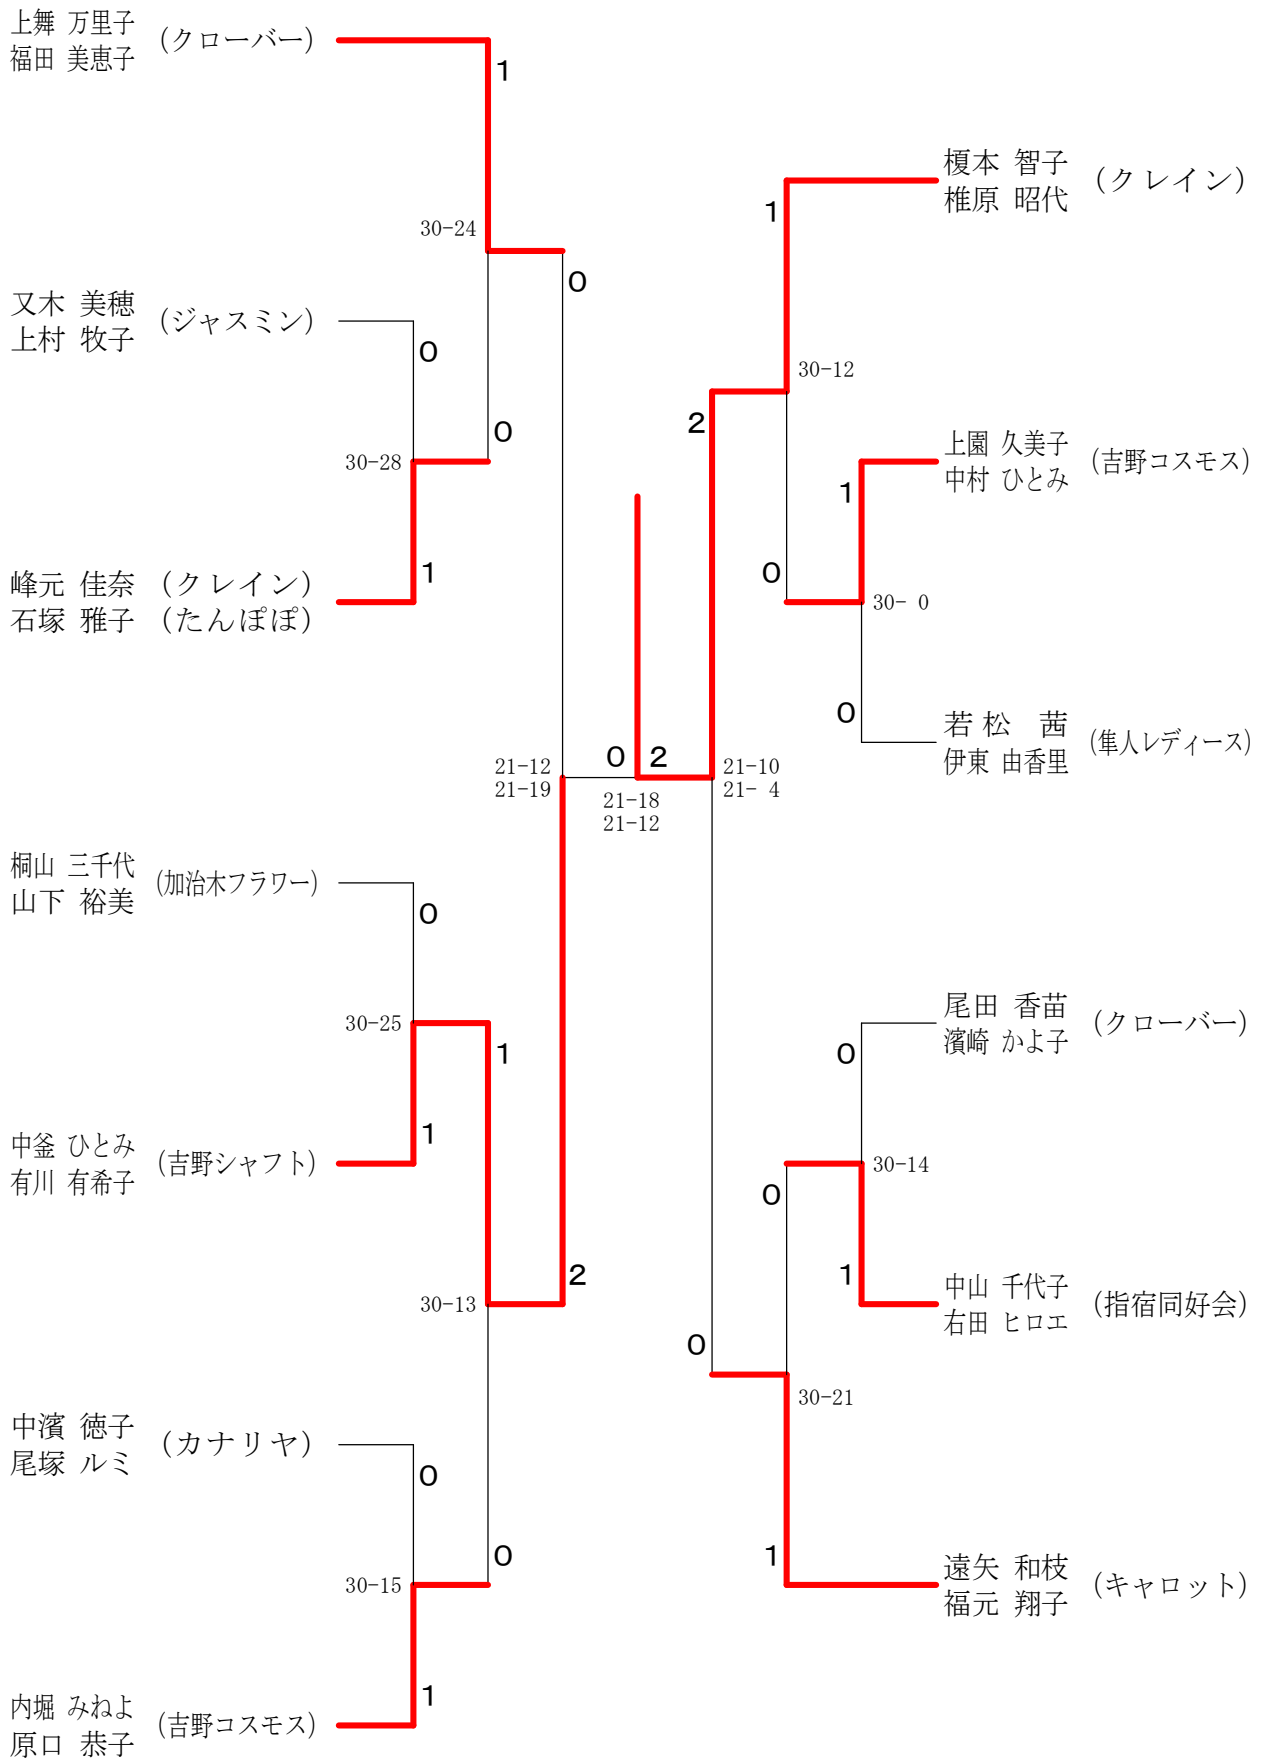 上舞 万里子
福田 美恵子
(クローバー)
1
30-24
0
又木 美穂
上村 牧子
(ジャスミン)
0
30-28
0
峰元 佳奈 (クレイン)
石塚 雅子 (たんぽぽ)
1
21-12
21-19
0 2
21-18
21-12
桐山 三千代
山下 裕美
(加治木フラワー)
0
30-25
1
中釜 ひとみ
有川 有希子
(吉野シャフト)
1
30-13
2
中濱 徳子
尾塚 ルミ
(カナリヤ)
0
30-15
0
内堀 みねよ
原口 恭子
(吉野コスモス)
1
榎本 智子
椎原 昭代
(クレイン)
1
30-12
2
上園 久美子
中村 ひとみ
(吉野コスモス)
1
0
30- 0
若松 茜
伊東 由香里
(隼人レディース)
0
21-10
21- 4
尾田 香苗
濱崎 かよ子
(クローバー)
0
30-14
0
中山 千代子
右田 ヒロエ
(指宿同好会)
1
0
30-21
遠矢 和枝
福元 翔子
(キャロット)
1